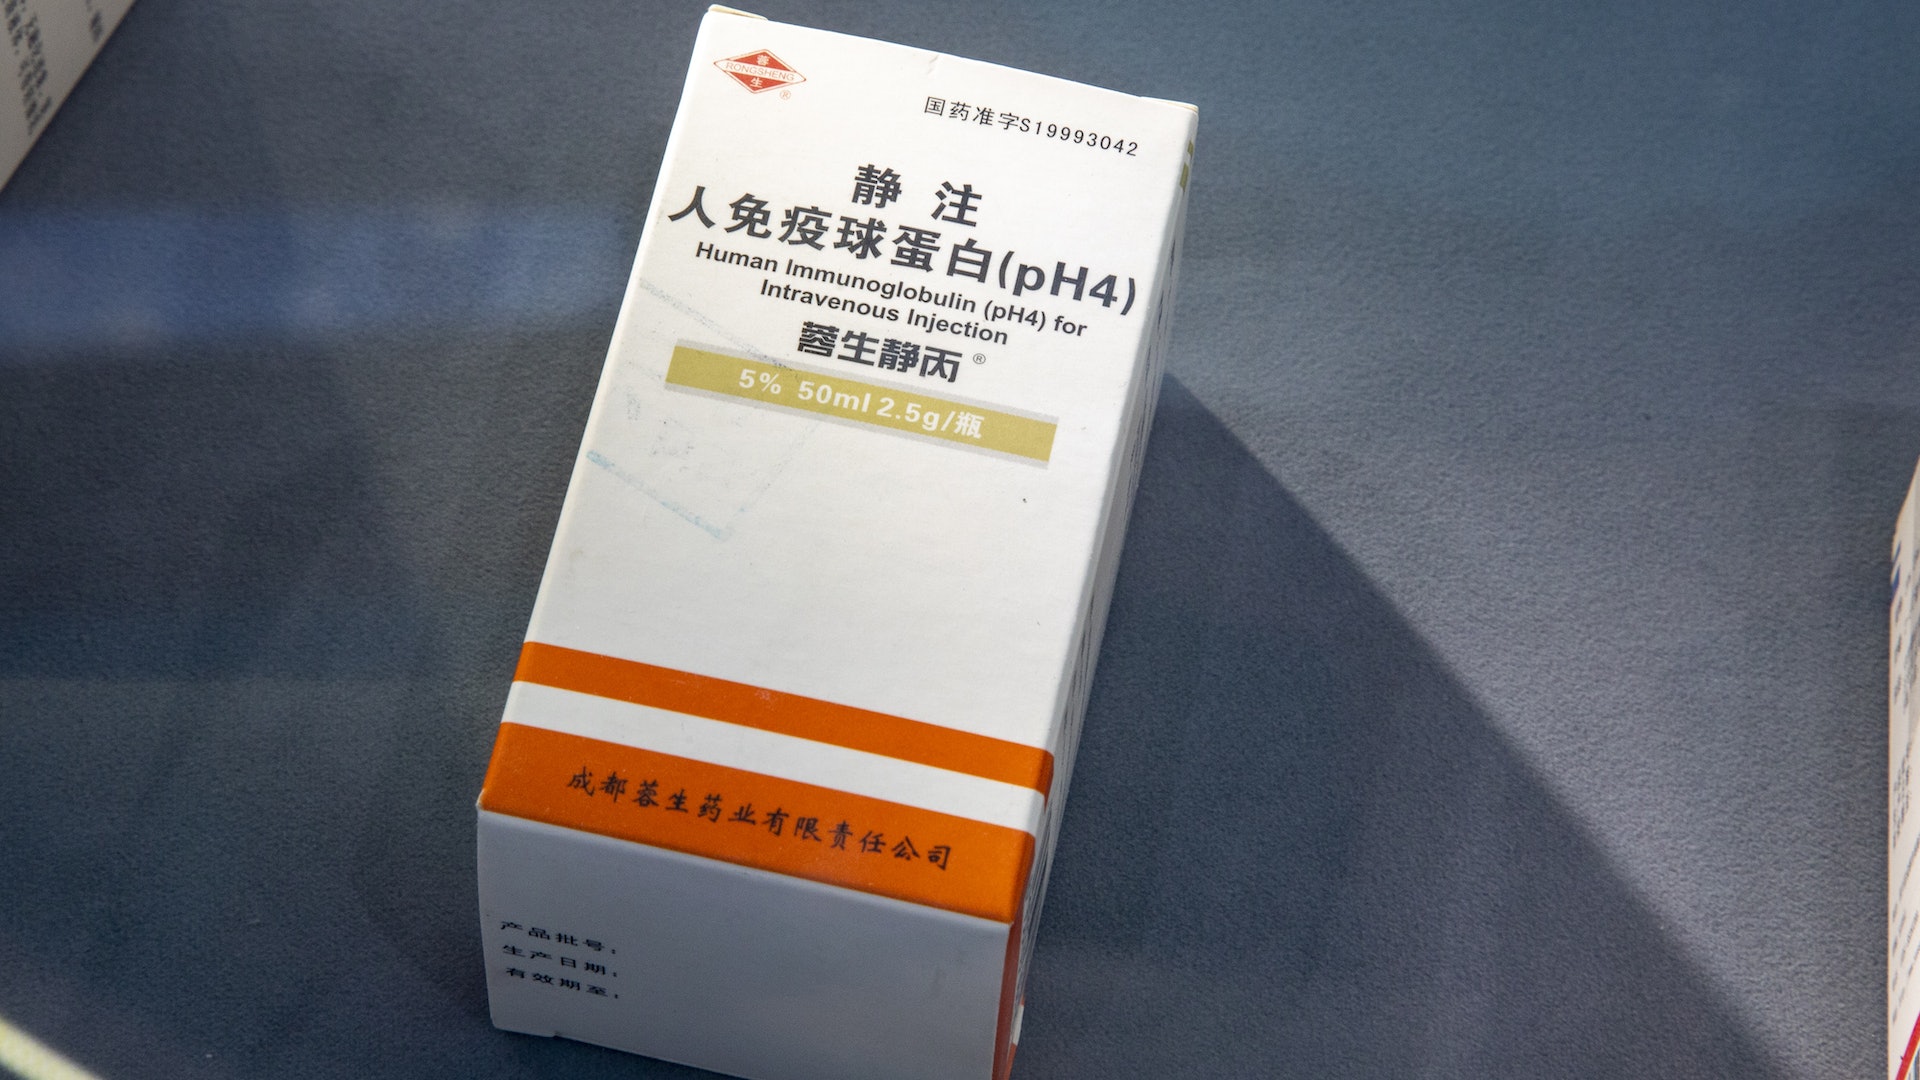 蓉
RONGSHENG
生
®
国药准字S19993042
静 注
人免疫球蛋白(pH4)
Human Immunoglobulin (pH4) for
Intravenous Injection
蓉生静丙®
5% 50ml 2.5g/瓶
成都蓉生药业有限责任公司
产品批号：
生产日期：
有效期至：